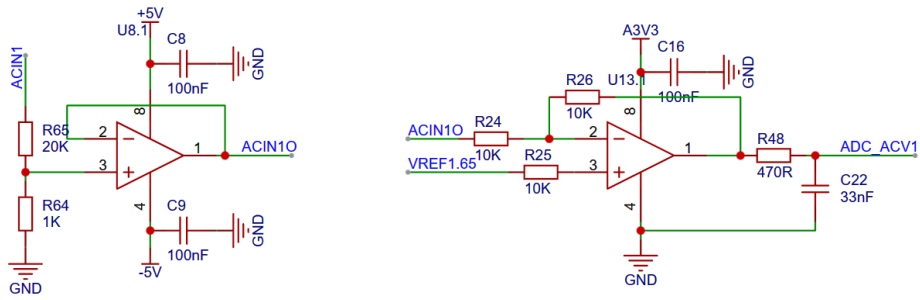 +5V
U8.1
C8
100nF
GND
ACIN1
R65
20K
8
2
3
1
ACIN1O
4
R64
1K
GND
C9
100nF
GND
-5V
A3V3
C16
100nF
GND
U13.1
R26
10K
8
ACIN1O
R24
10K
2
VREF1.65
R25
10K
3
1
R48
470R
ADC_ACV1
C22
33nF
4
GND